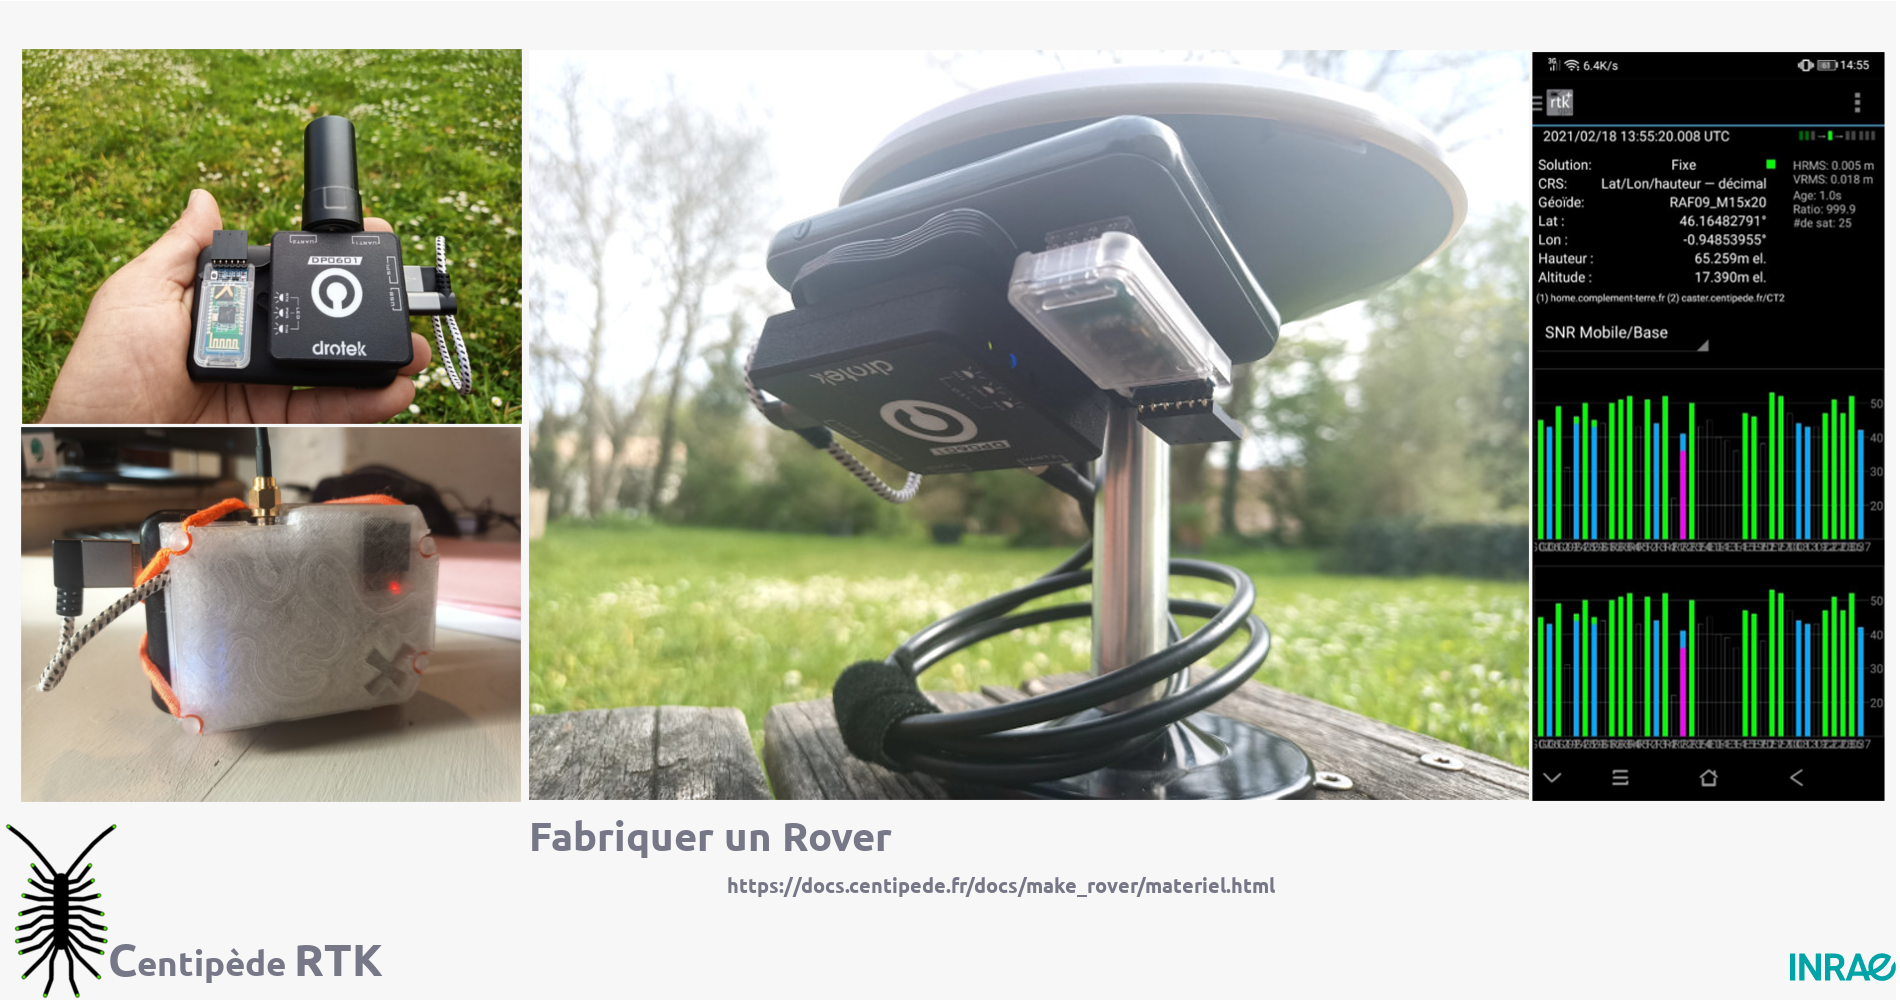 UART2
UART1
DP0601
USB
drotek
drotek
DP0601
3G
6.4K/s
61
14:55
rtk+
2021/02/18 13:55:20.008 UTC
Solution: Fixe
HRMS: 0.005 m
CRS: Lat/Lon/hauteur — décimal
VRMS: 0.018 m
Géoïde: RAF09_M15x20
Age: 1.0s
Lat : 46.16482791°
Ratio: 999.9
Lon : -0.94853955°
#de sat: 25
Hauteur : 65.259m el.
Altitude : 17.390m el.
(1) home.complement-terre.fr (2) caster.centipede.fr/CT2
SNR Mobile/Base
50
40
30
20
50
40
30
20
Fabriquer un Rover
https://docs.centipede.fr/docs/make_rover/materiel.html
Centipède RTK
INRAE